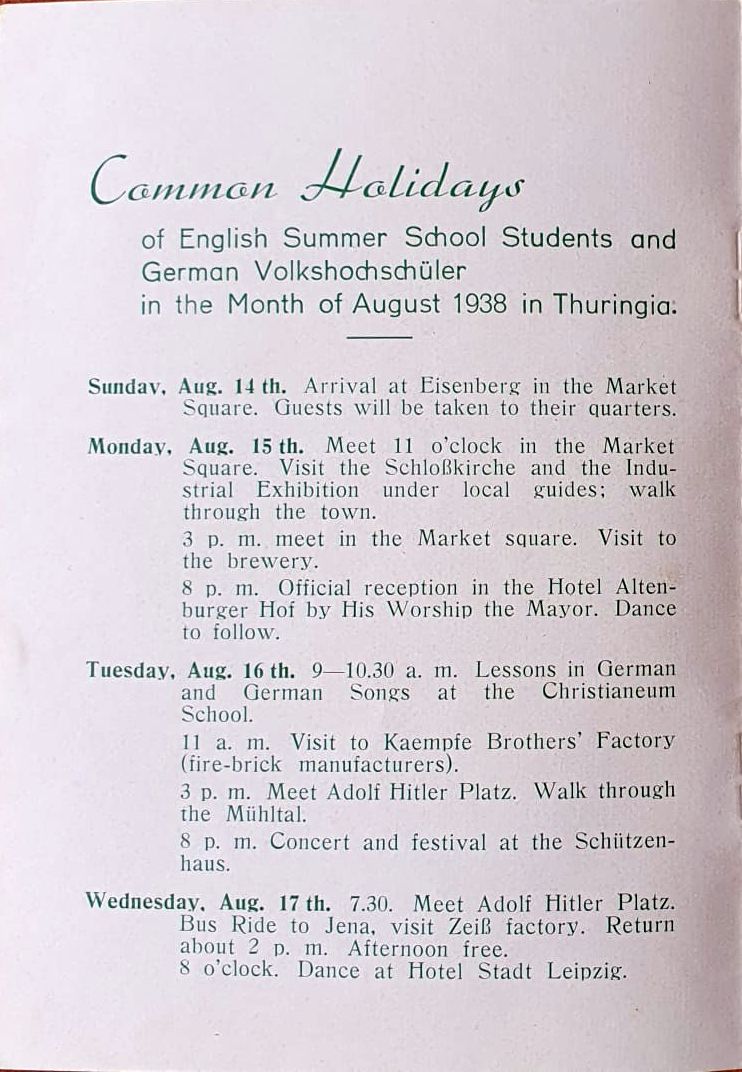 Common Holidays
of English Summer School Students and
German Volkshochschüler
in the Month of August 1938 in Thuringia.
Sunday, Aug. 14 th. Arrival at Eisenberg in the Market
Square. Guests will be taken to their quarters.
Monday, Aug. 15 th. Meet 11 o'clock in the Market
Square. Visit the Schloßkirche and the Indu-
strial Exhibition under local guides; walk
through the town.
3 p. m. meet in the Market square. Visit to
the brewery.
8 p. m. Official reception in the Hotel Alten-
burger Hof by His Worship the Mayor. Dance
to follow.
Tuesday, Aug. 16 th. 9—10.30 a. m. Lessons in German
and German Songs at the Christianeum
School.
11 a. m. Visit to Kaempfe Brothers' Factory
(fire-brick manufacturers).
3 p. m. Meet Adolf Hitler Platz. Walk through
the Mühltal.
8 p. m. Concert and festival at the Schützen-
haus.
Wednesday, Aug. 17 th. 7.30. Meet Adolf Hitler Platz.
Bus Ride to Jena, visit Zeiß factory. Return
about 2 p. m. Afternoon free.
8 o'clock. Dance at Hotel Stadt Leipzig.